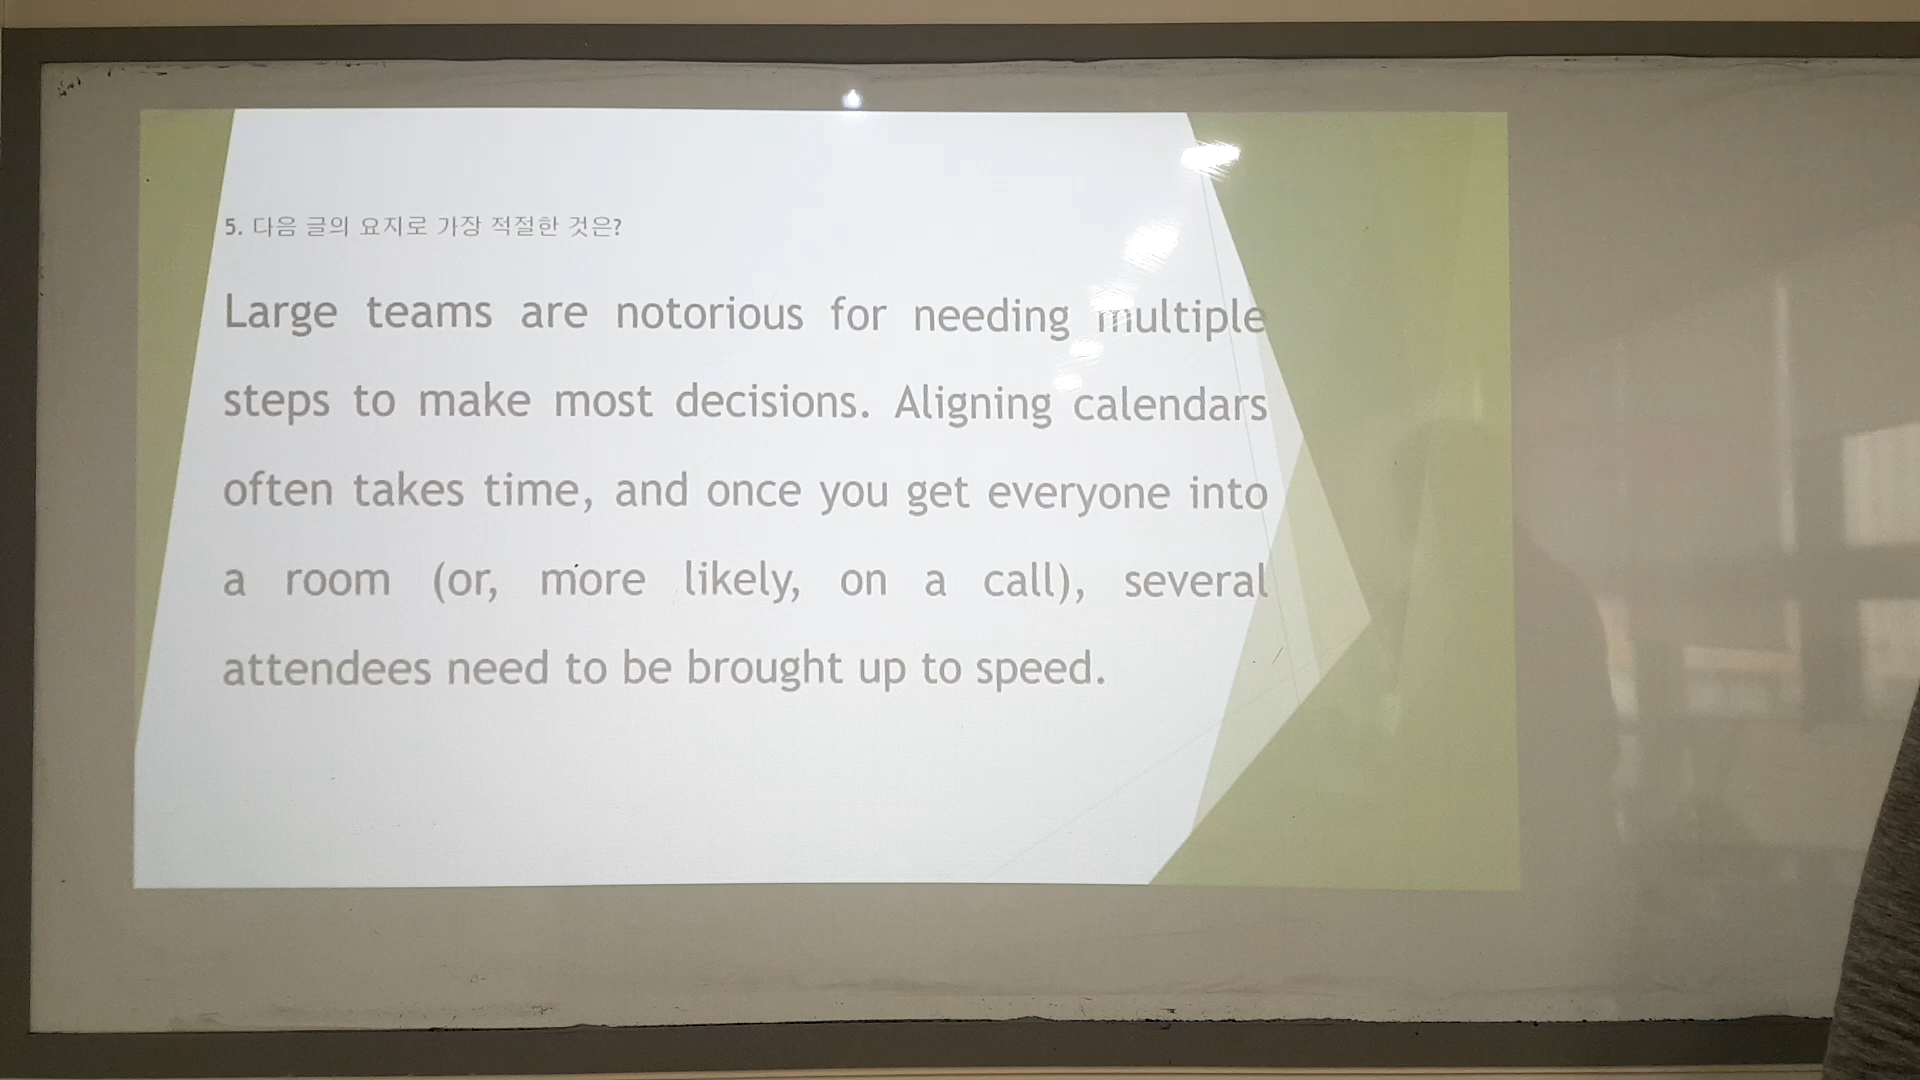 5. 다음 글의 요지로 가장 적절한 것은?
Large teams are notorious for needing multiple
steps to make most decisions. Aligning calendars
often takes time, and once you get everyone into
a room (or, more likely, on a call), several
attendees need to be brought up to speed.